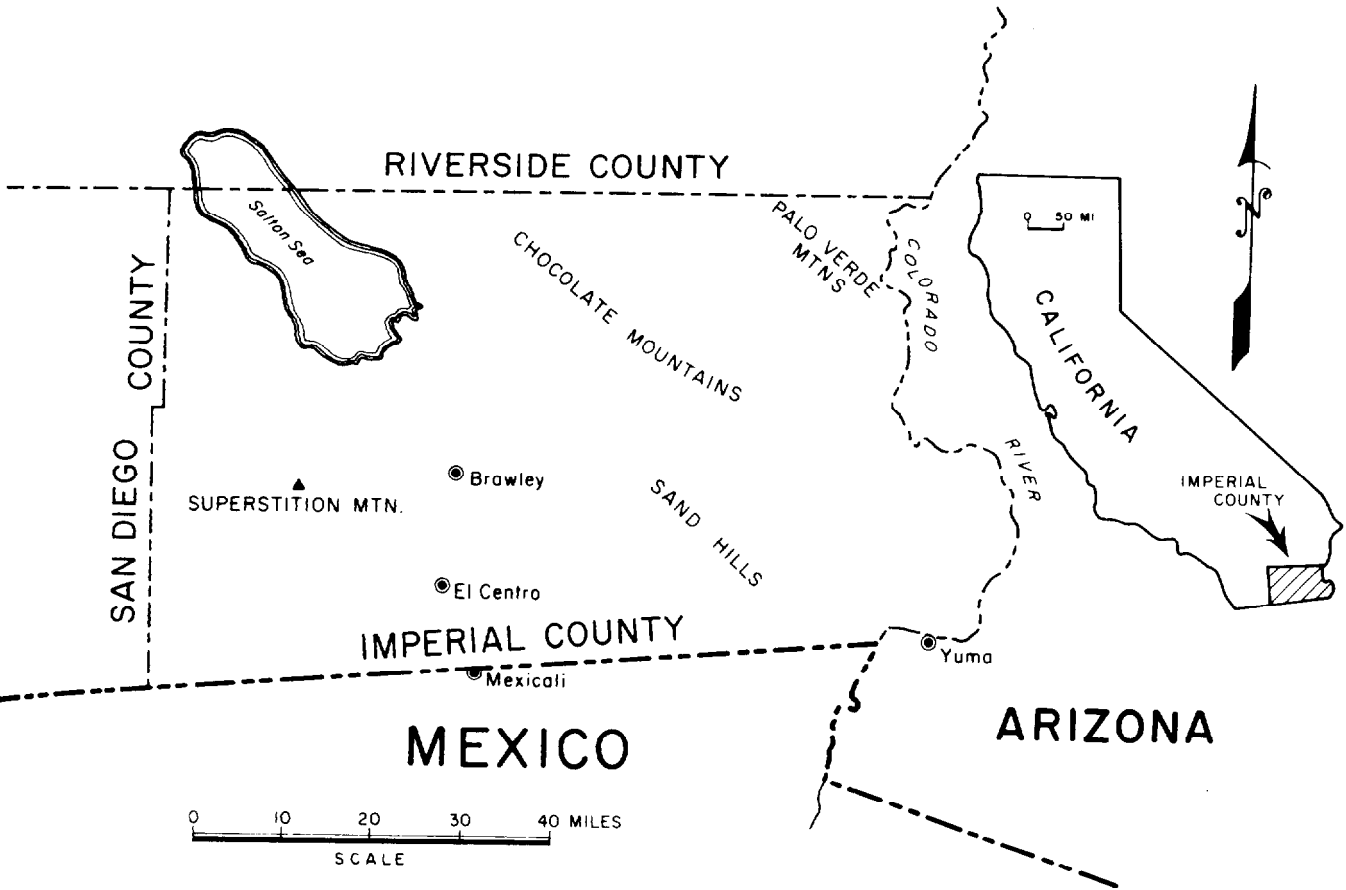 RIVERSIDE COUNTY
SAN DIEGO COUNTY
Salton Sea
CHOCOLATE MOUNTAINS
PALO VERDE
MTNS
COLORADO
RIVER
0 50 MI
CALIFORNIA
IMPERIAL
COUNTY
N
SUPERSTITION MTN.
Brawley
SAND HILLS
El Centro
IMPERIAL COUNTY
Mexicali
Yuma
MEXICO
ARIZONA
0 10 20 30 40 MILES
SCALE